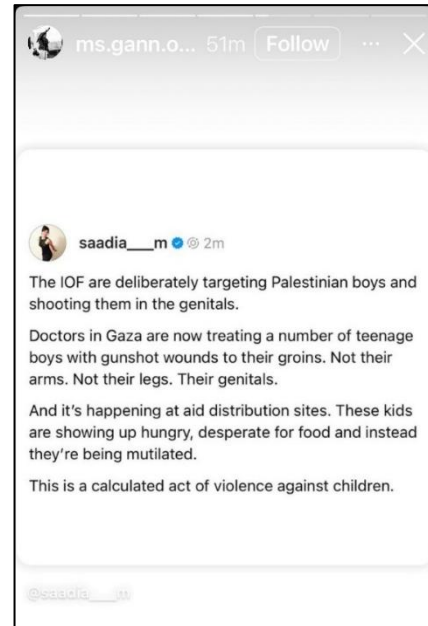 ms.gann.o... 51m Follow ...
saadia___m 2m
The IOF are deliberately targeting Palestinian boys and
shooting them in the genitals.
Doctors in Gaza are now treating a number of teenage
boys with gunshot wounds to their groins. Not their
arms. Not their legs. Their genitals.
And it's happening at aid distribution sites. These kids
are showing up hungry, desperate for food and instead
they're being mutilated.
This is a calculated act of violence against children.
@saadia___m